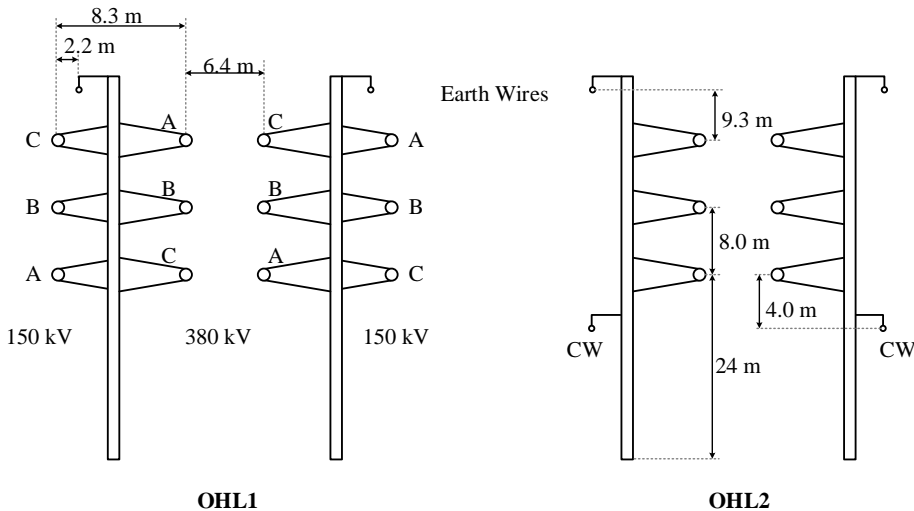 8.3 m
2.2 m
6.4 m
Earth Wires
9.3 m
C
A
C
A
B
B
B
B
8.0 m
A
C
A
C
4.0 m
150 kV
380 kV
150 kV
CW
CW
24 m
OHL1
OHL2